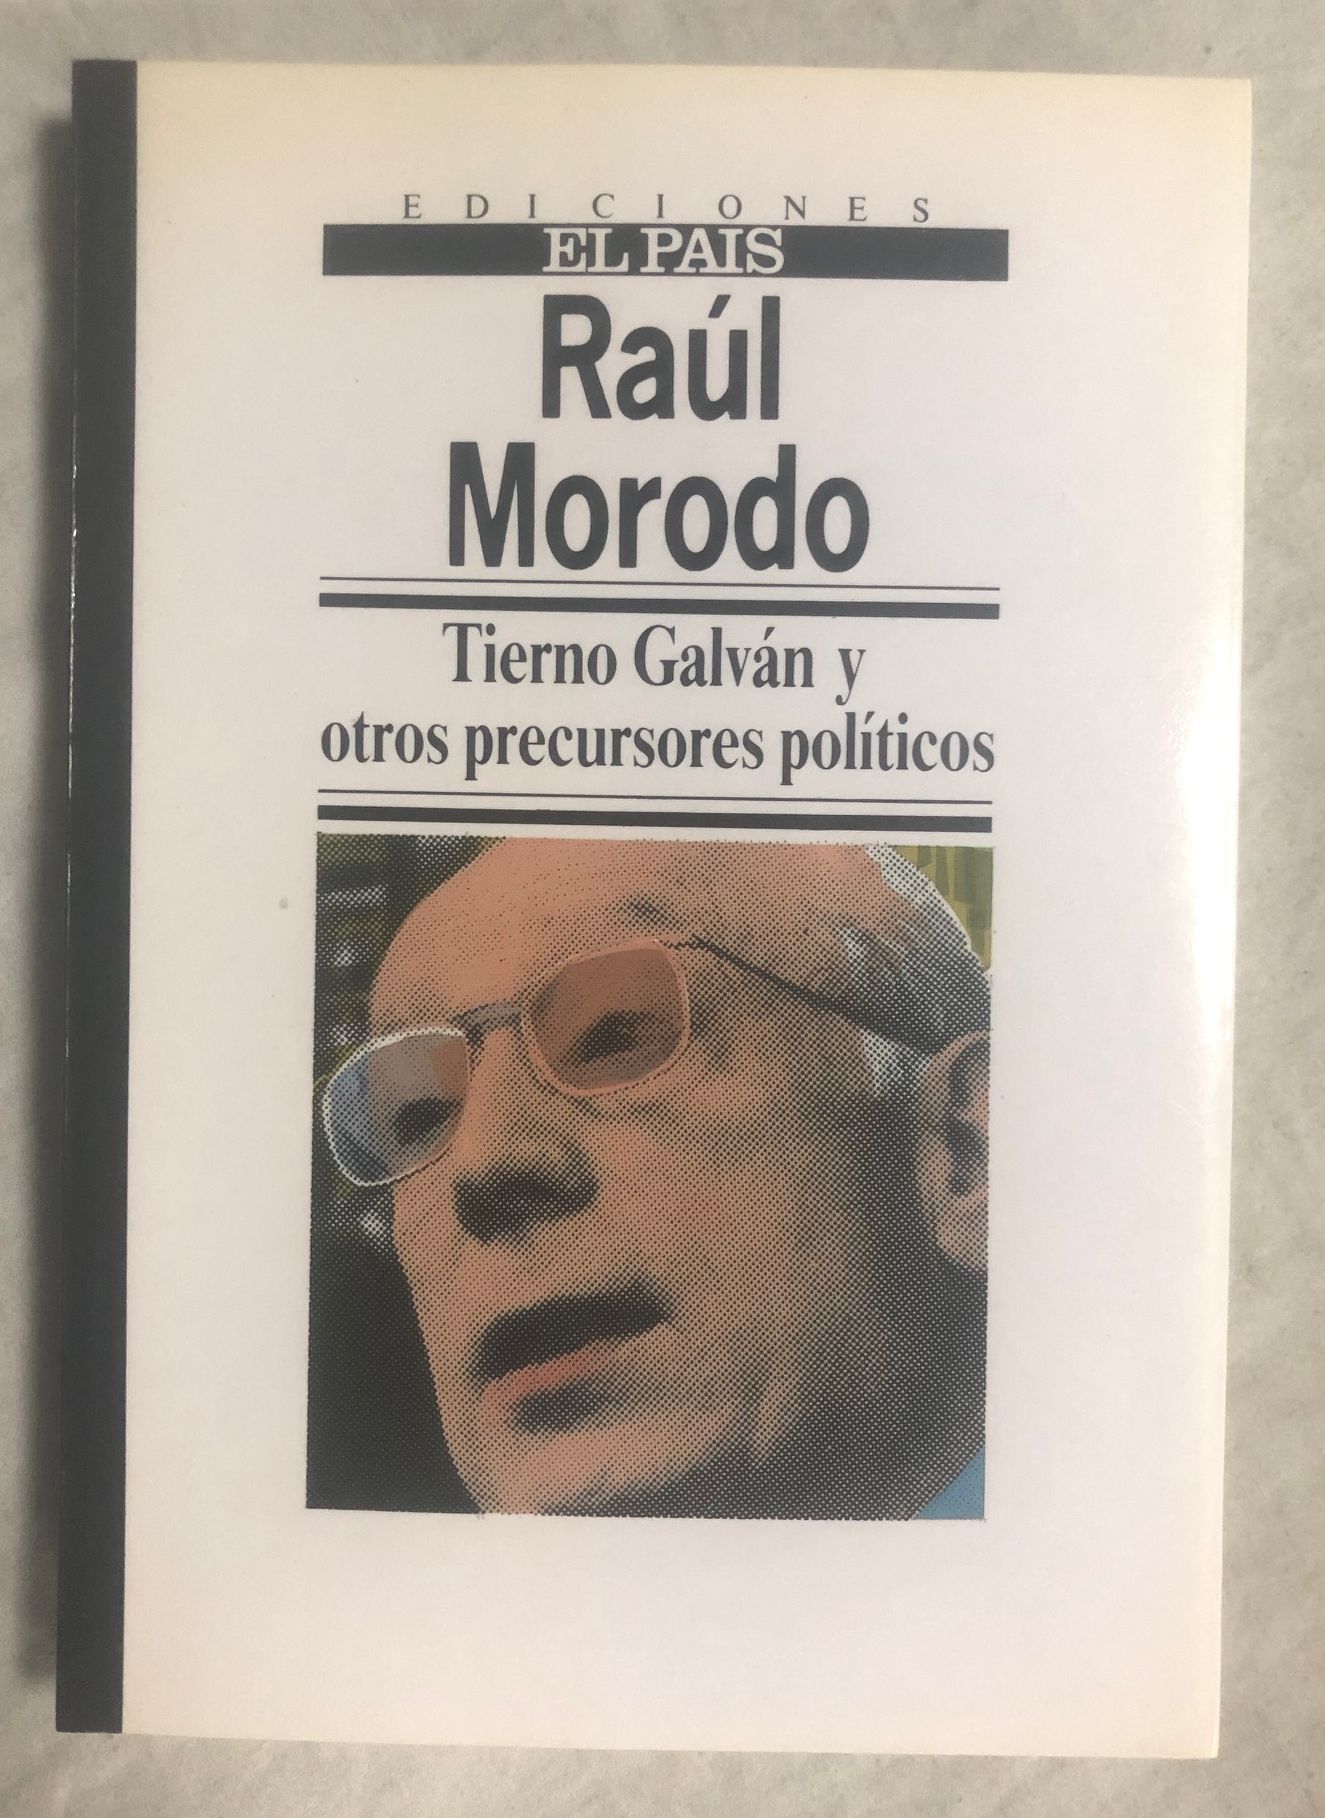 EDICIONES
EL PAIS
Raúl
Morodo
Tierno Galván y
otros precursores políticos